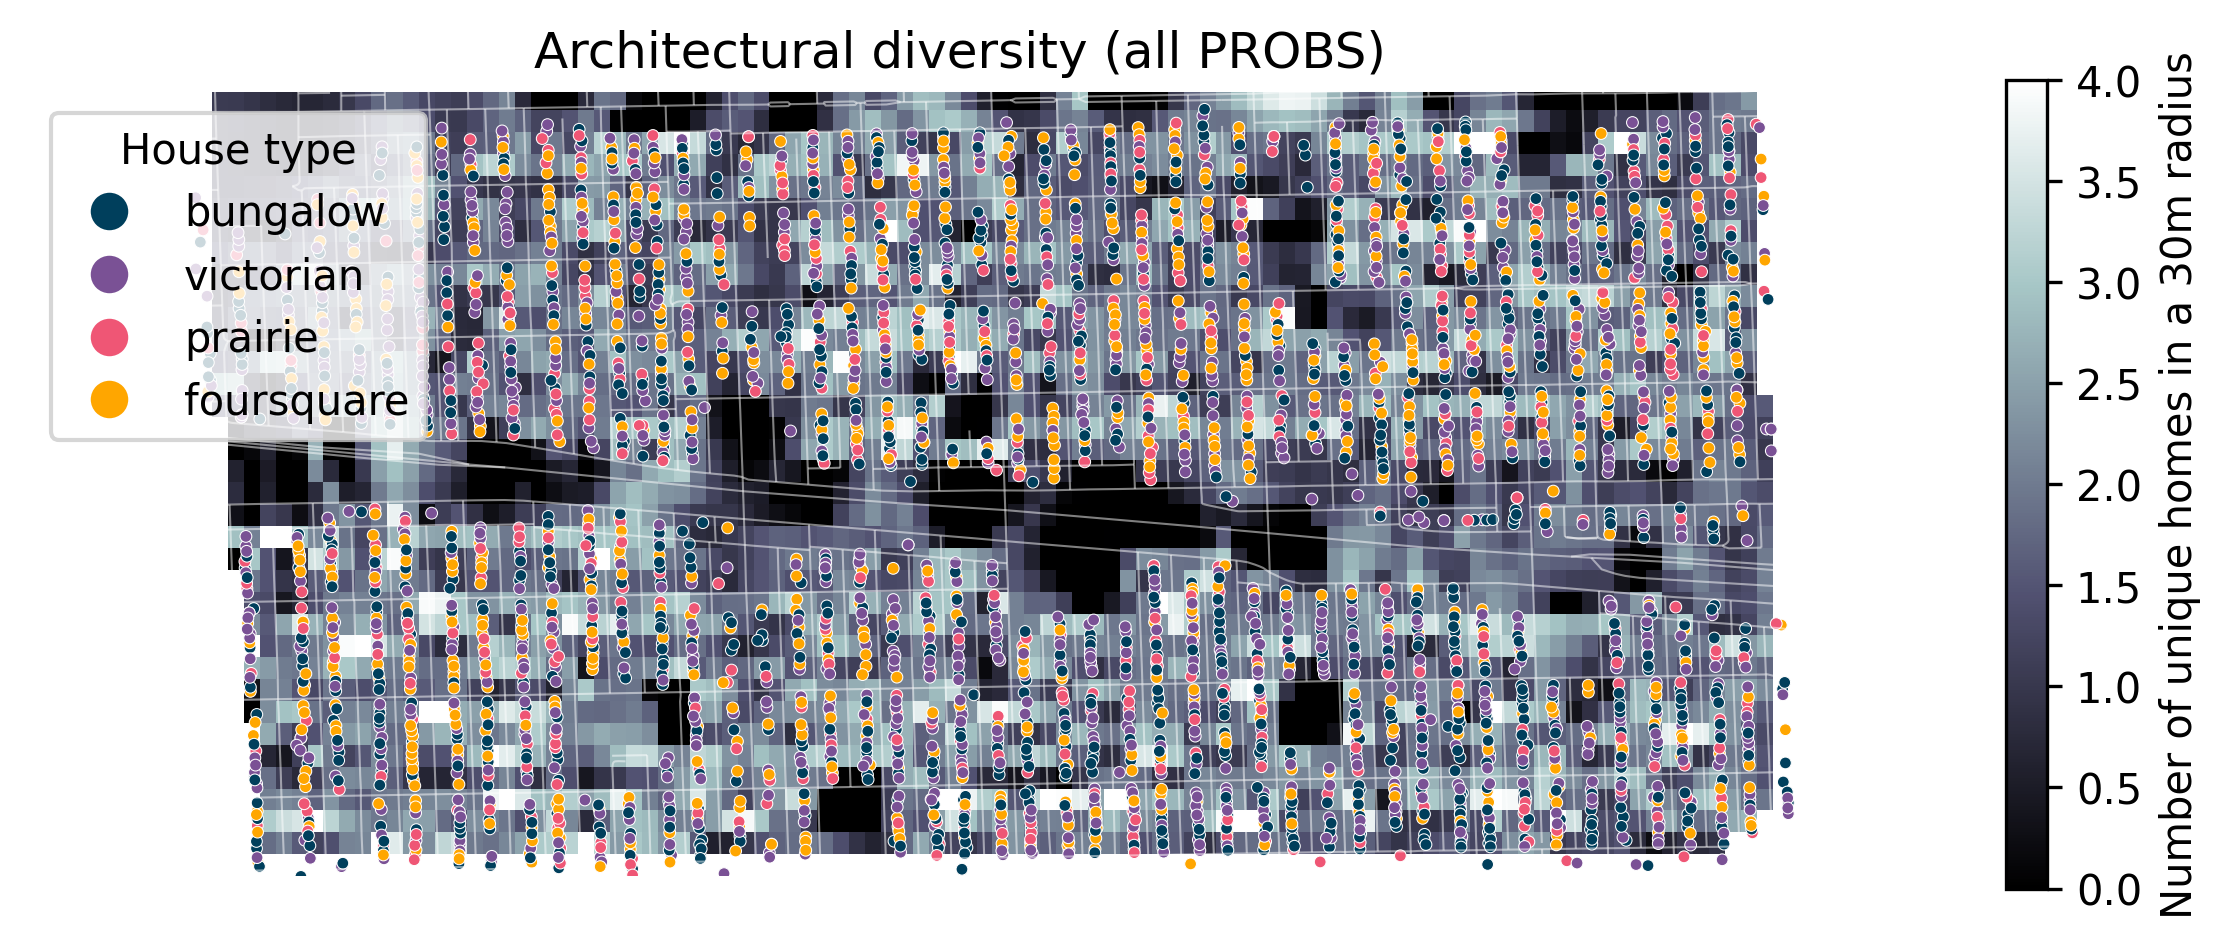 Architectural diversity (all PROBS)
House type
bungalow
victorian
prairie
foursquare
4.0
3.5
3.0
2.5
2.0
1.5
1.0
0.5
0.0
Number of unique homes in a 30m radius